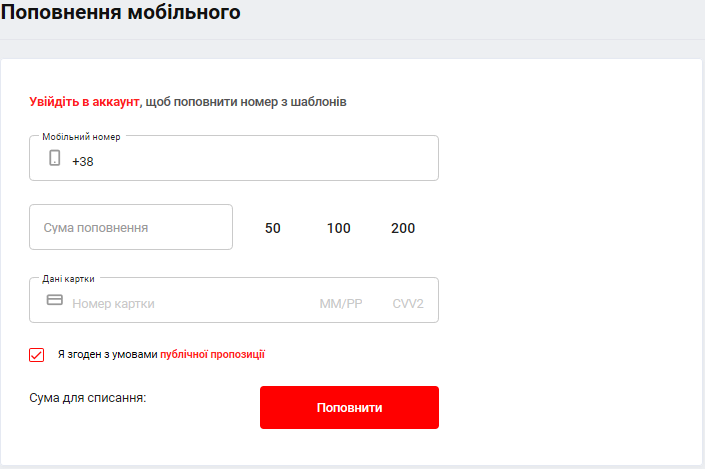 Поповнення мобільного
Увійдіть в аккаунт, щоб поповнити номер з шаблонів
Мобільний номер
+38
Сума поповнення 50 100 200
Дані картки
Номер картки ММ/РР CVV2
Я згоден з умовами публічної пропозиції
Сума для списання: Поповнити